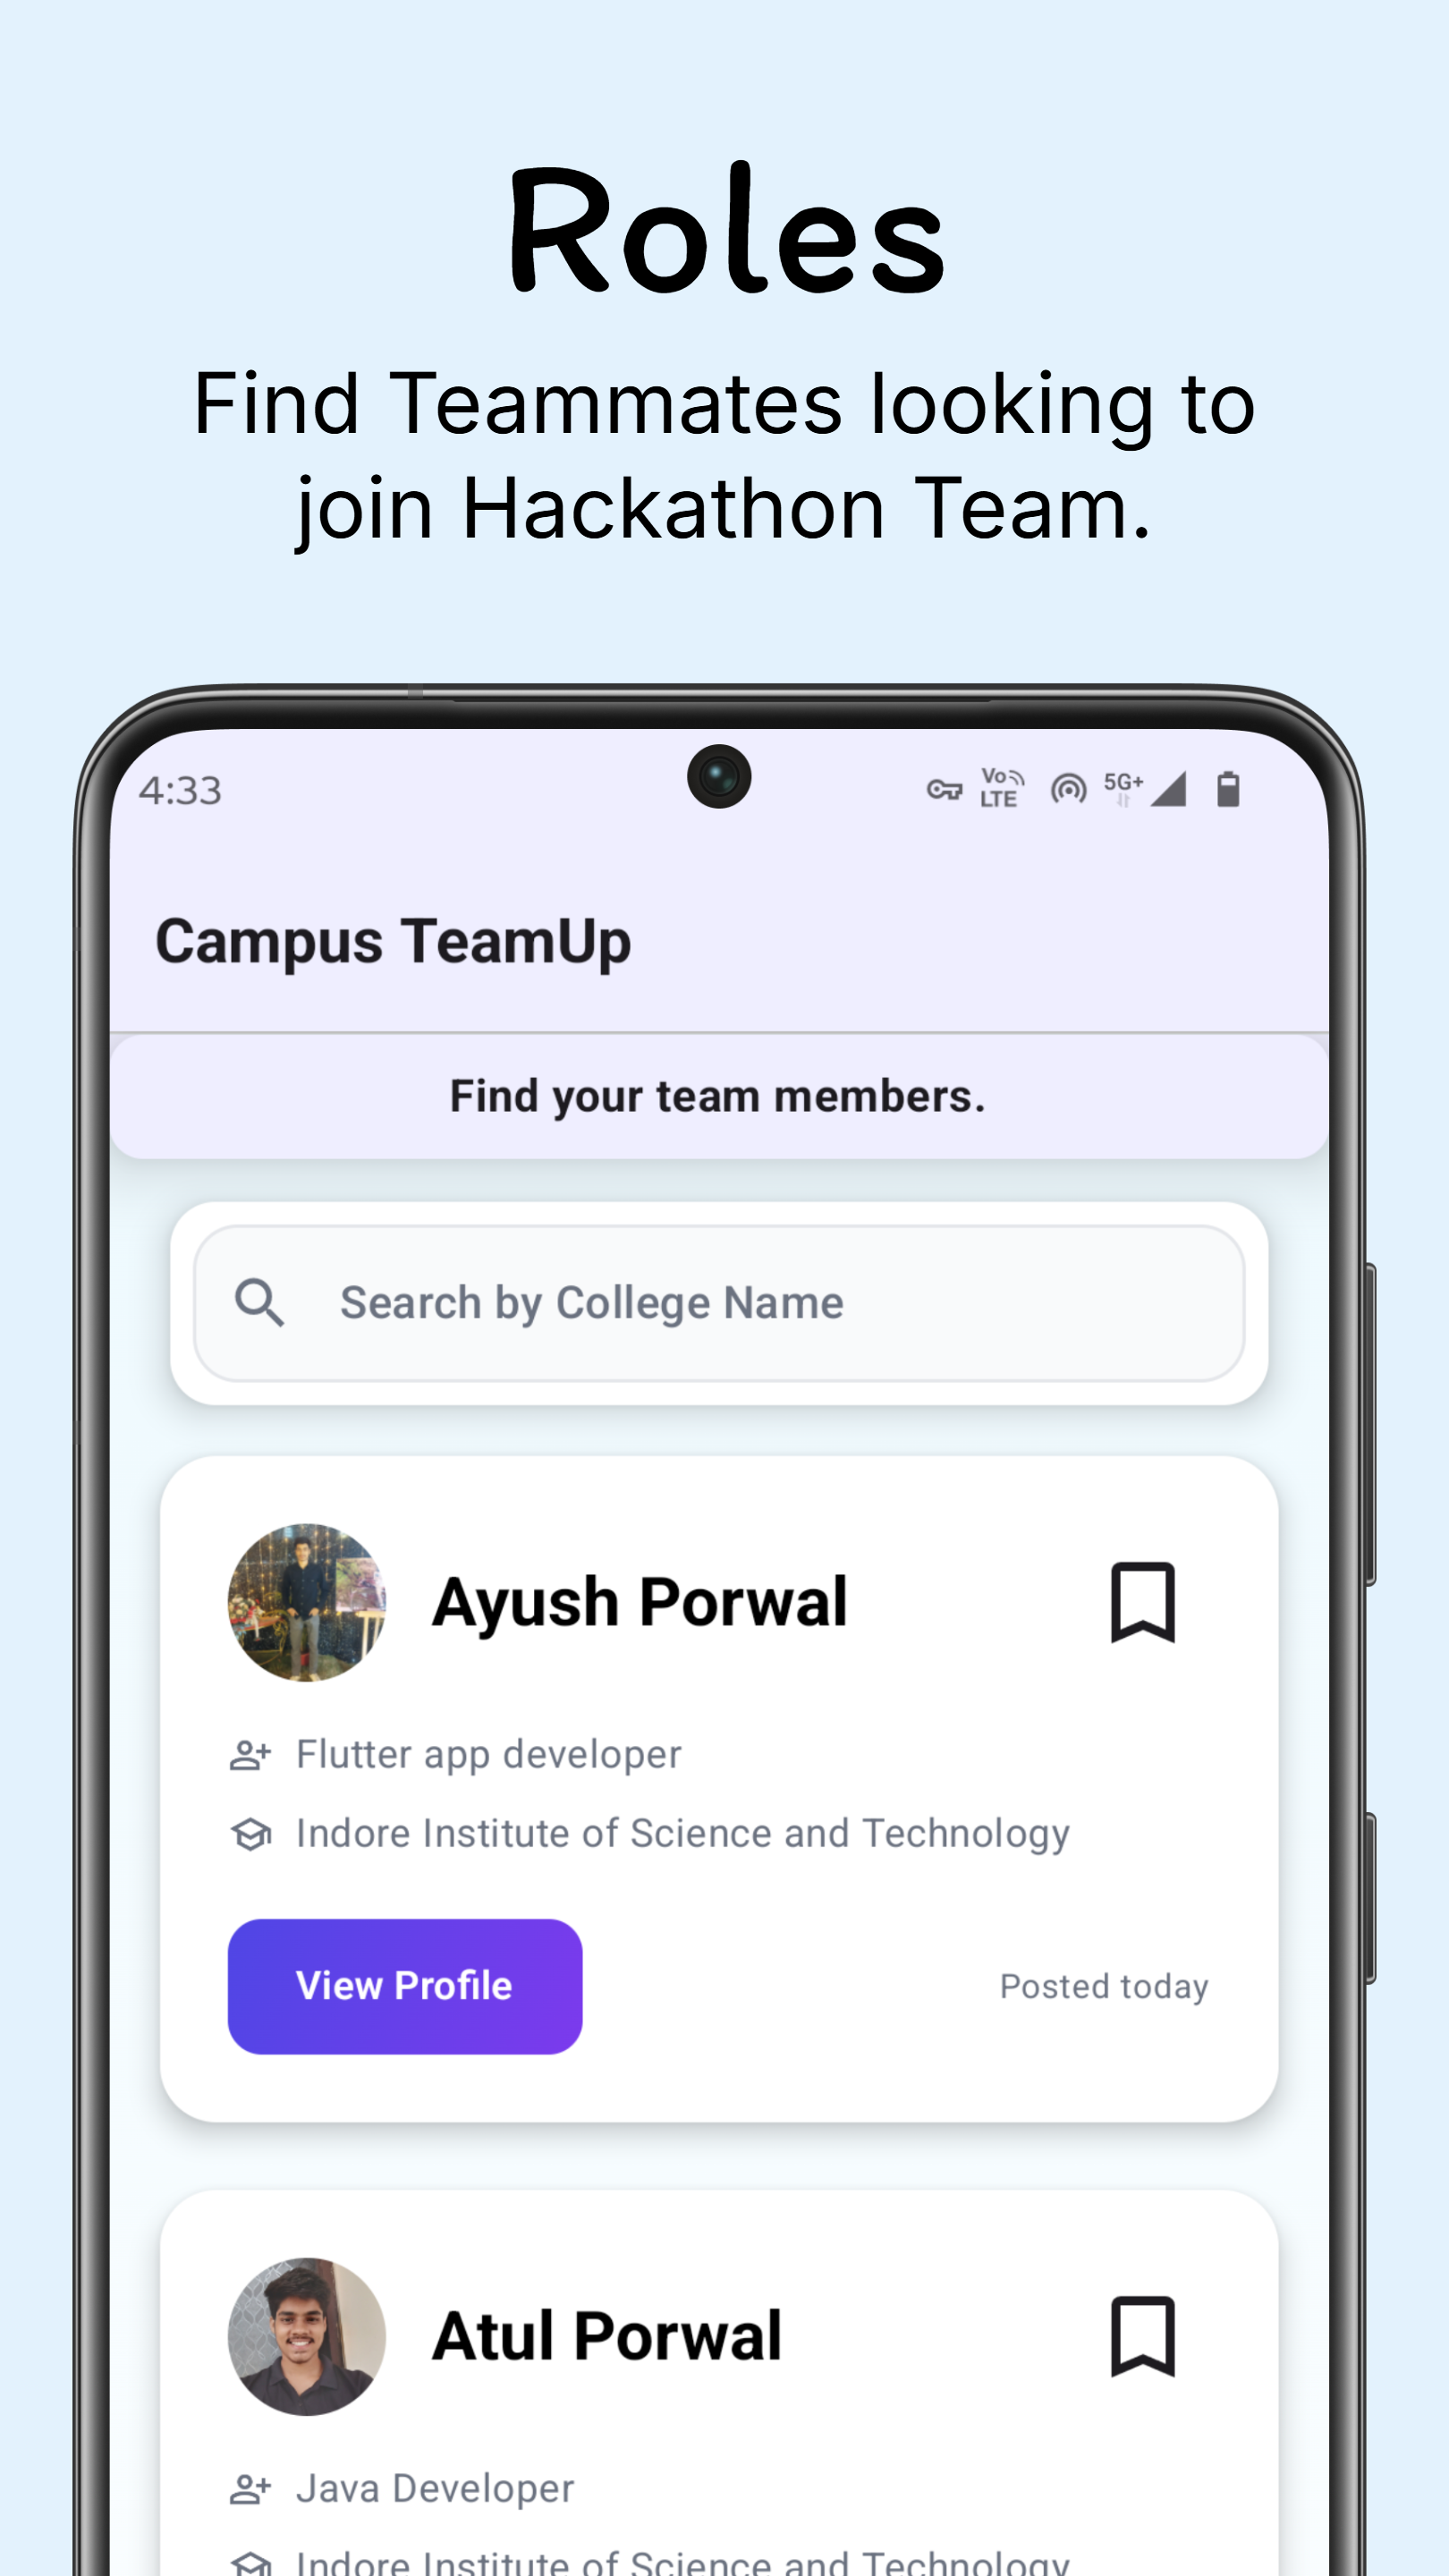 Roles
Find Teammates looking to
join Hackathon Team.
4:33
Vo
LTE
5G+
Campus TeamUp
Find your team members.
Search by College Name
Ayush Porwal
Flutter app developer
Indore Institute of Science and Technology
View Profile
Posted today
Atul Porwal
Java Developer
Indore Institute of Science and Technology